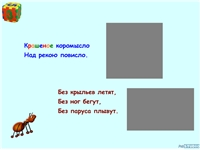 Крашеное коромысло
Над рекою повисло.
Без крыльев летят,
Без ног бегут,
Без паруса плывут.